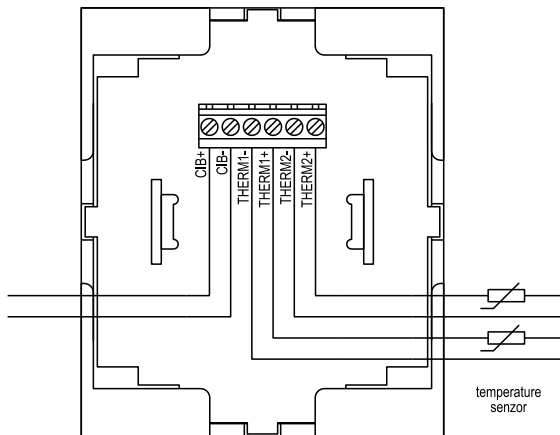 CIB+
CIB-
THERM1-
THERM1+
THERM2-
THERM2+
temperature
senzor